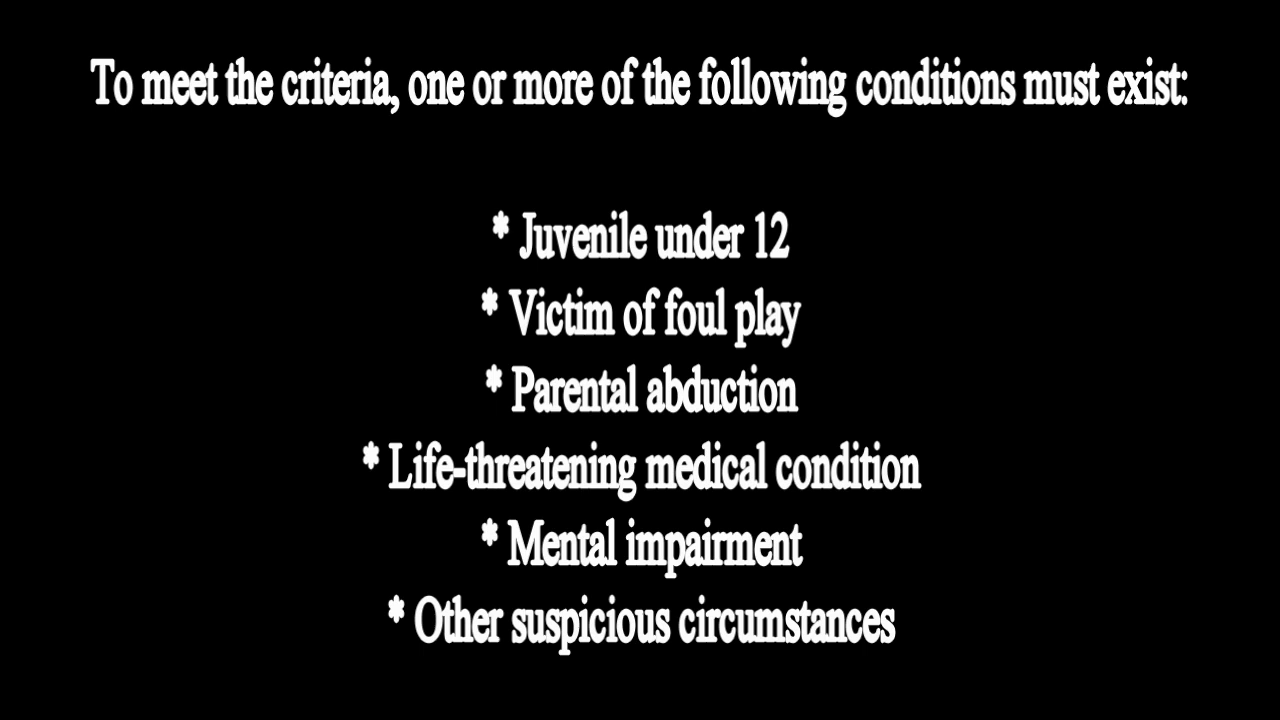 To meet the criteria, one or more of the following conditions must exist:
* Juvenile under 12
* Victim of foul play
* Parental abduction
* Life-threatening medical condition
* Mental impairment
* Other suspicious circumstances